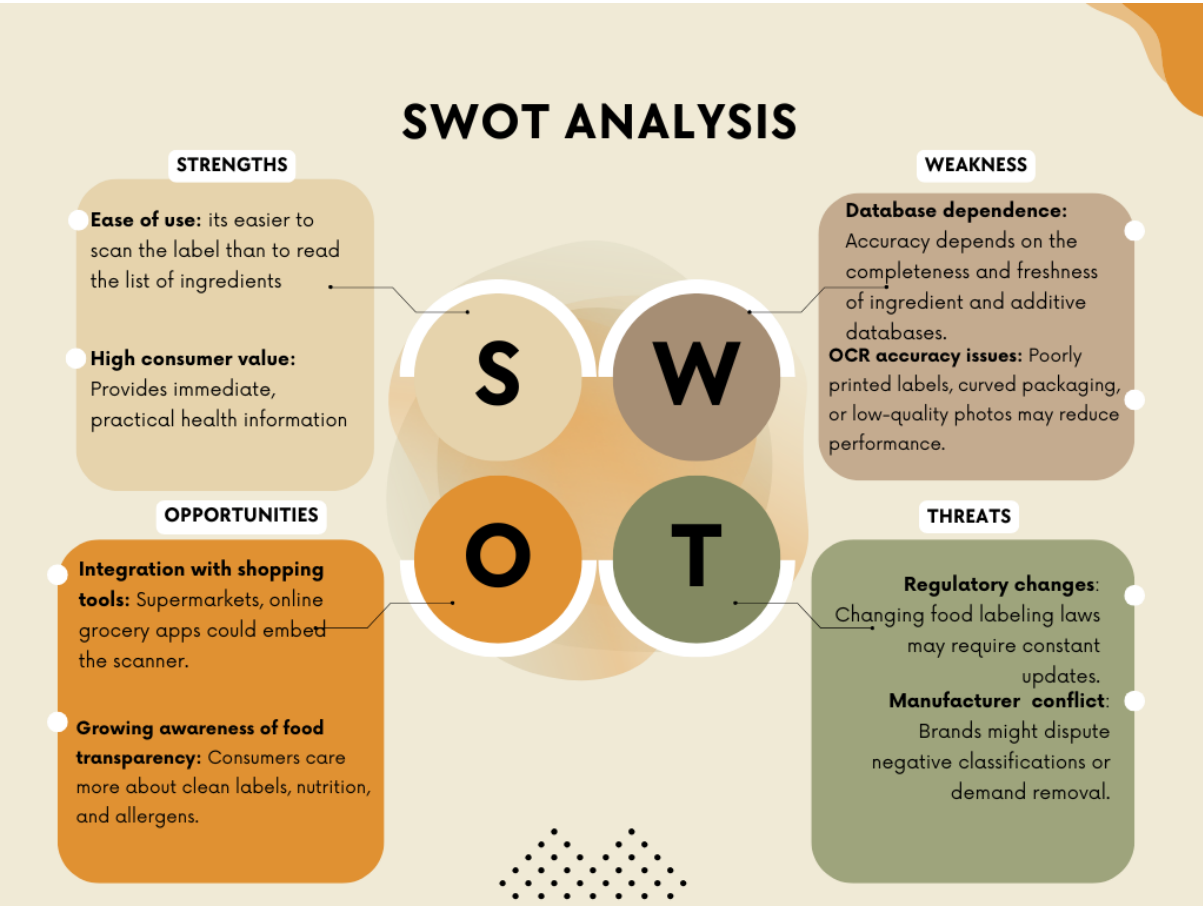 SWOT ANALYSIS
STRENGTHS
Ease of use: its easier to
scan the label than to read
the list of ingredients
High consumer value:
Provides immediate,
practical health information
WEAKNESS
Database dependence:
Accuracy depends on the
completeness and freshness
of ingredient and additive
databases.
OCR accuracy issues: Poorly
printed labels, curved packaging,
or low-quality photos may reduce
performance.
S
W
O
T
OPPORTUNITIES
Integration with shopping
tools: Supermarkets, online
grocery apps could embed
the scanner.
Growing awareness of food
transparency: Consumers care
more about clean labels, nutrition,
and allergens.
THREATS
Regulatory changes:
Changing food labeling laws
may require constant
updates.
Manufacturer conflict:
Brands might dispute
negative classifications or
demand removal.